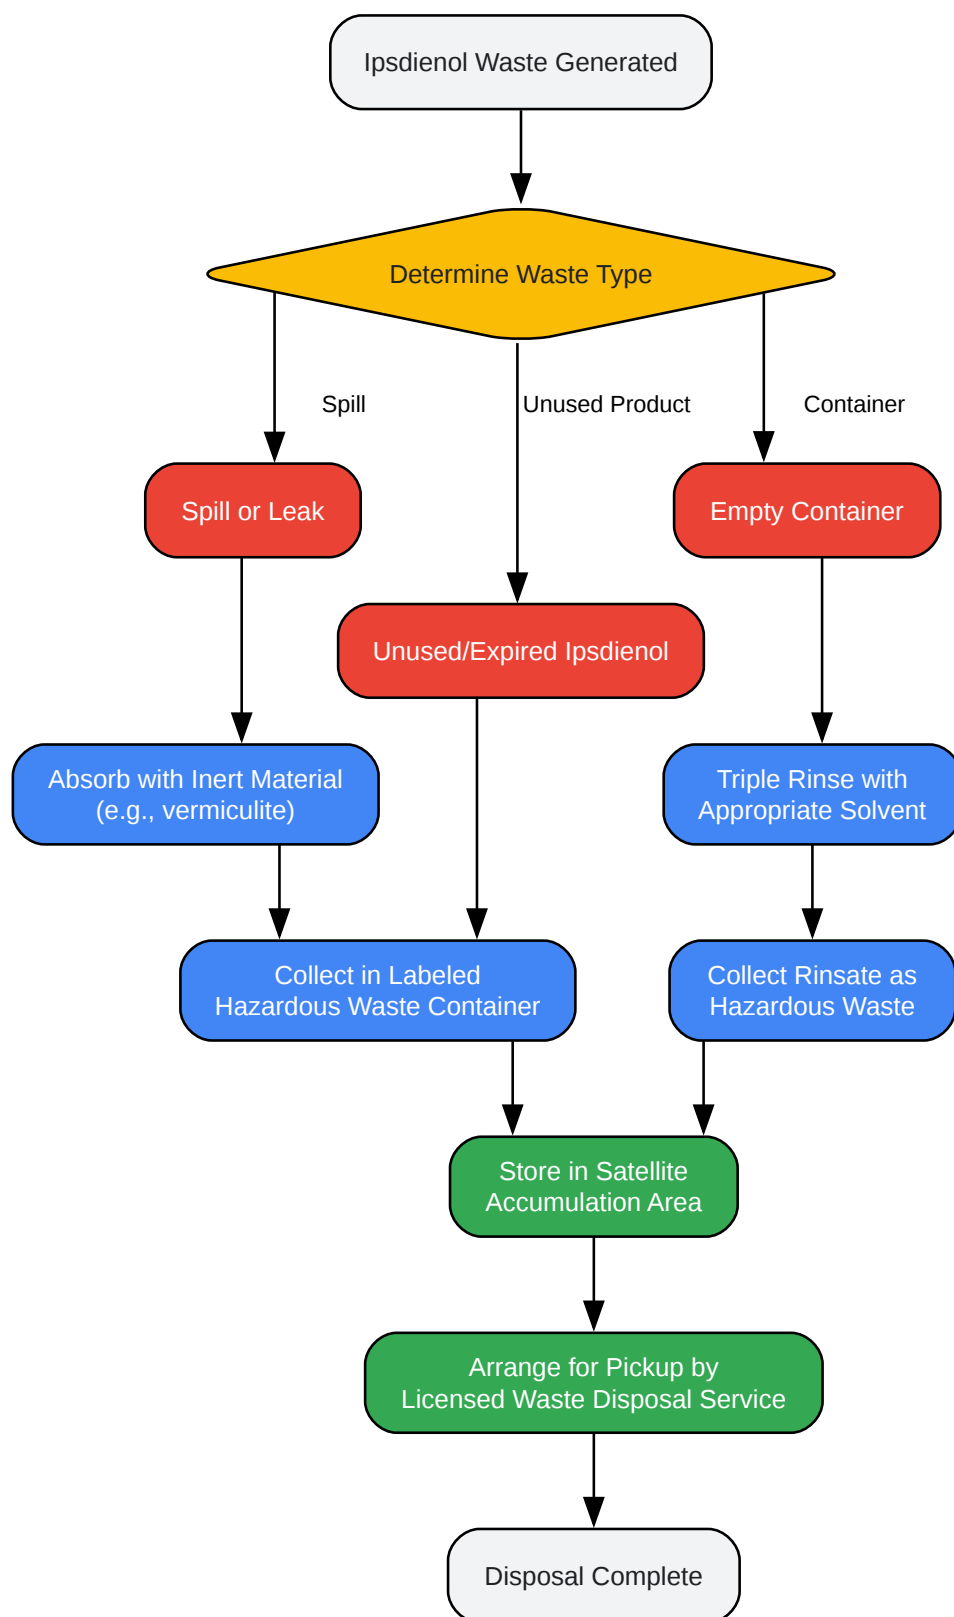 Ipsdienol Waste Generated
Determine Waste Type
Spill
Unused Product
Container
Spill or Leak
Empty Container
Unused/Expired Ipsdienol
Absorb with Inert Material
(e.g., vermiculite)
Triple Rinse with
Appropriate Solvent
Collect in Labeled
Hazardous Waste Container
Collect Rinsate as
Hazardous Waste
Store in Satellite
Accumulation Area
Arrange for Pickup by
Licensed Waste Disposal Service
Disposal Complete